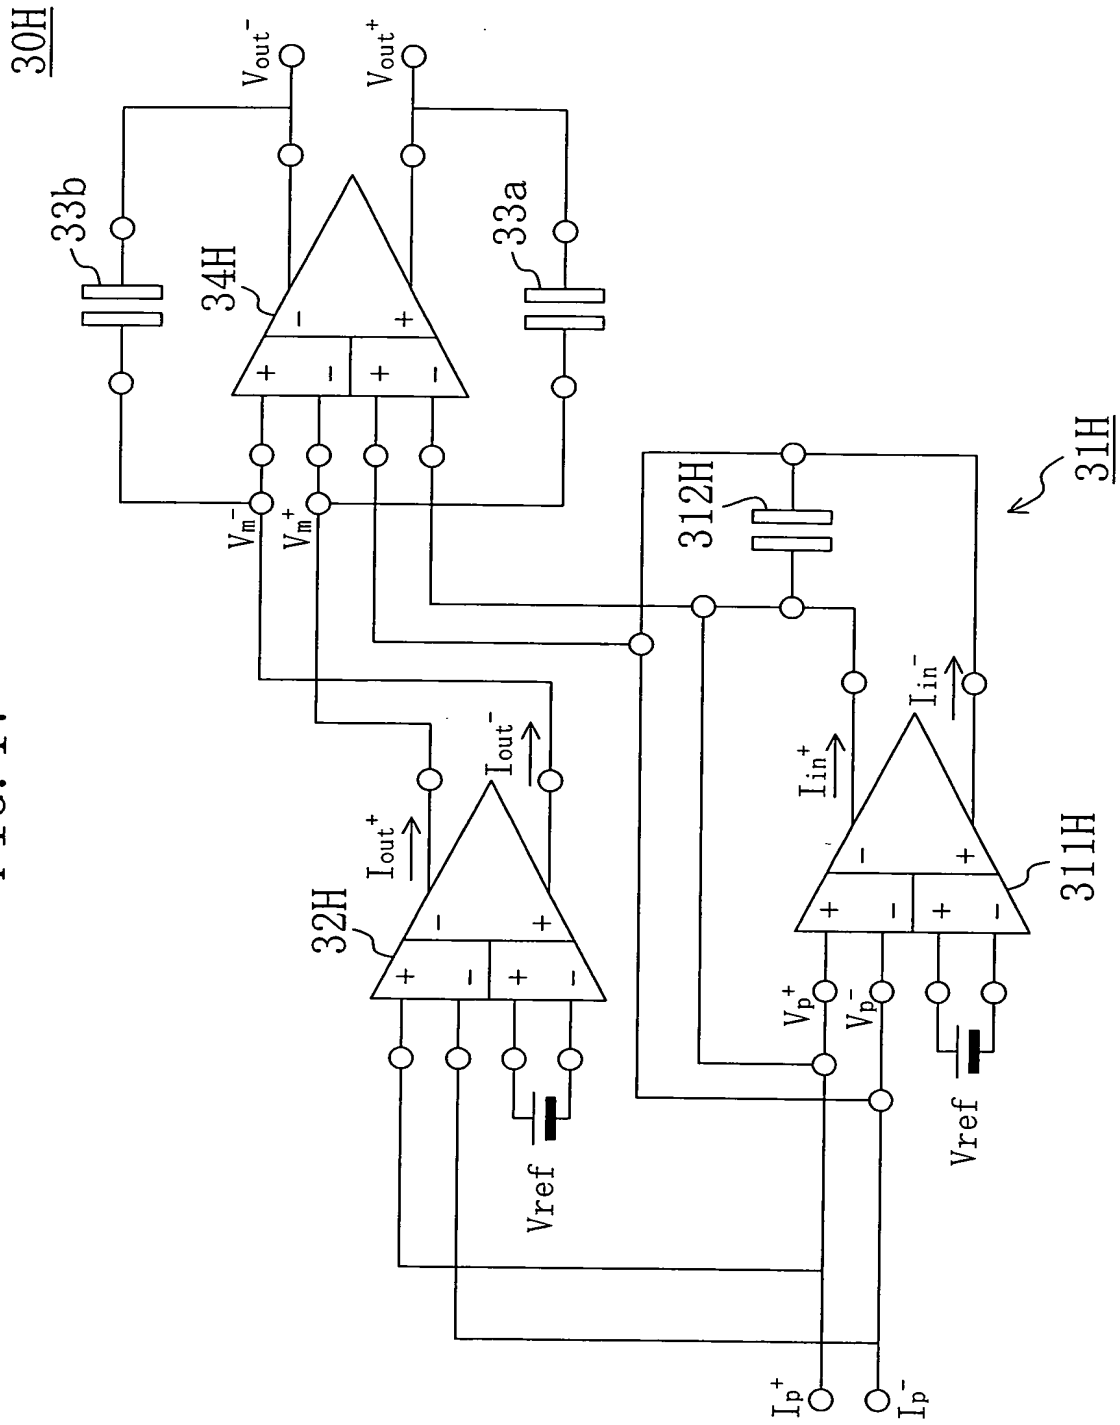 30H
Vout-
Vout+
33b
34H
33a
+
-
+
-
-
+
Vm-
Vm+
312H
31H
Iout+
Iout-
32H
+
-
+
-
-
+
Vref
Iin+
Iin-
311H
+
-
+
-
-
+
Vp+
Vp-
Vref
Ip+
Ip-